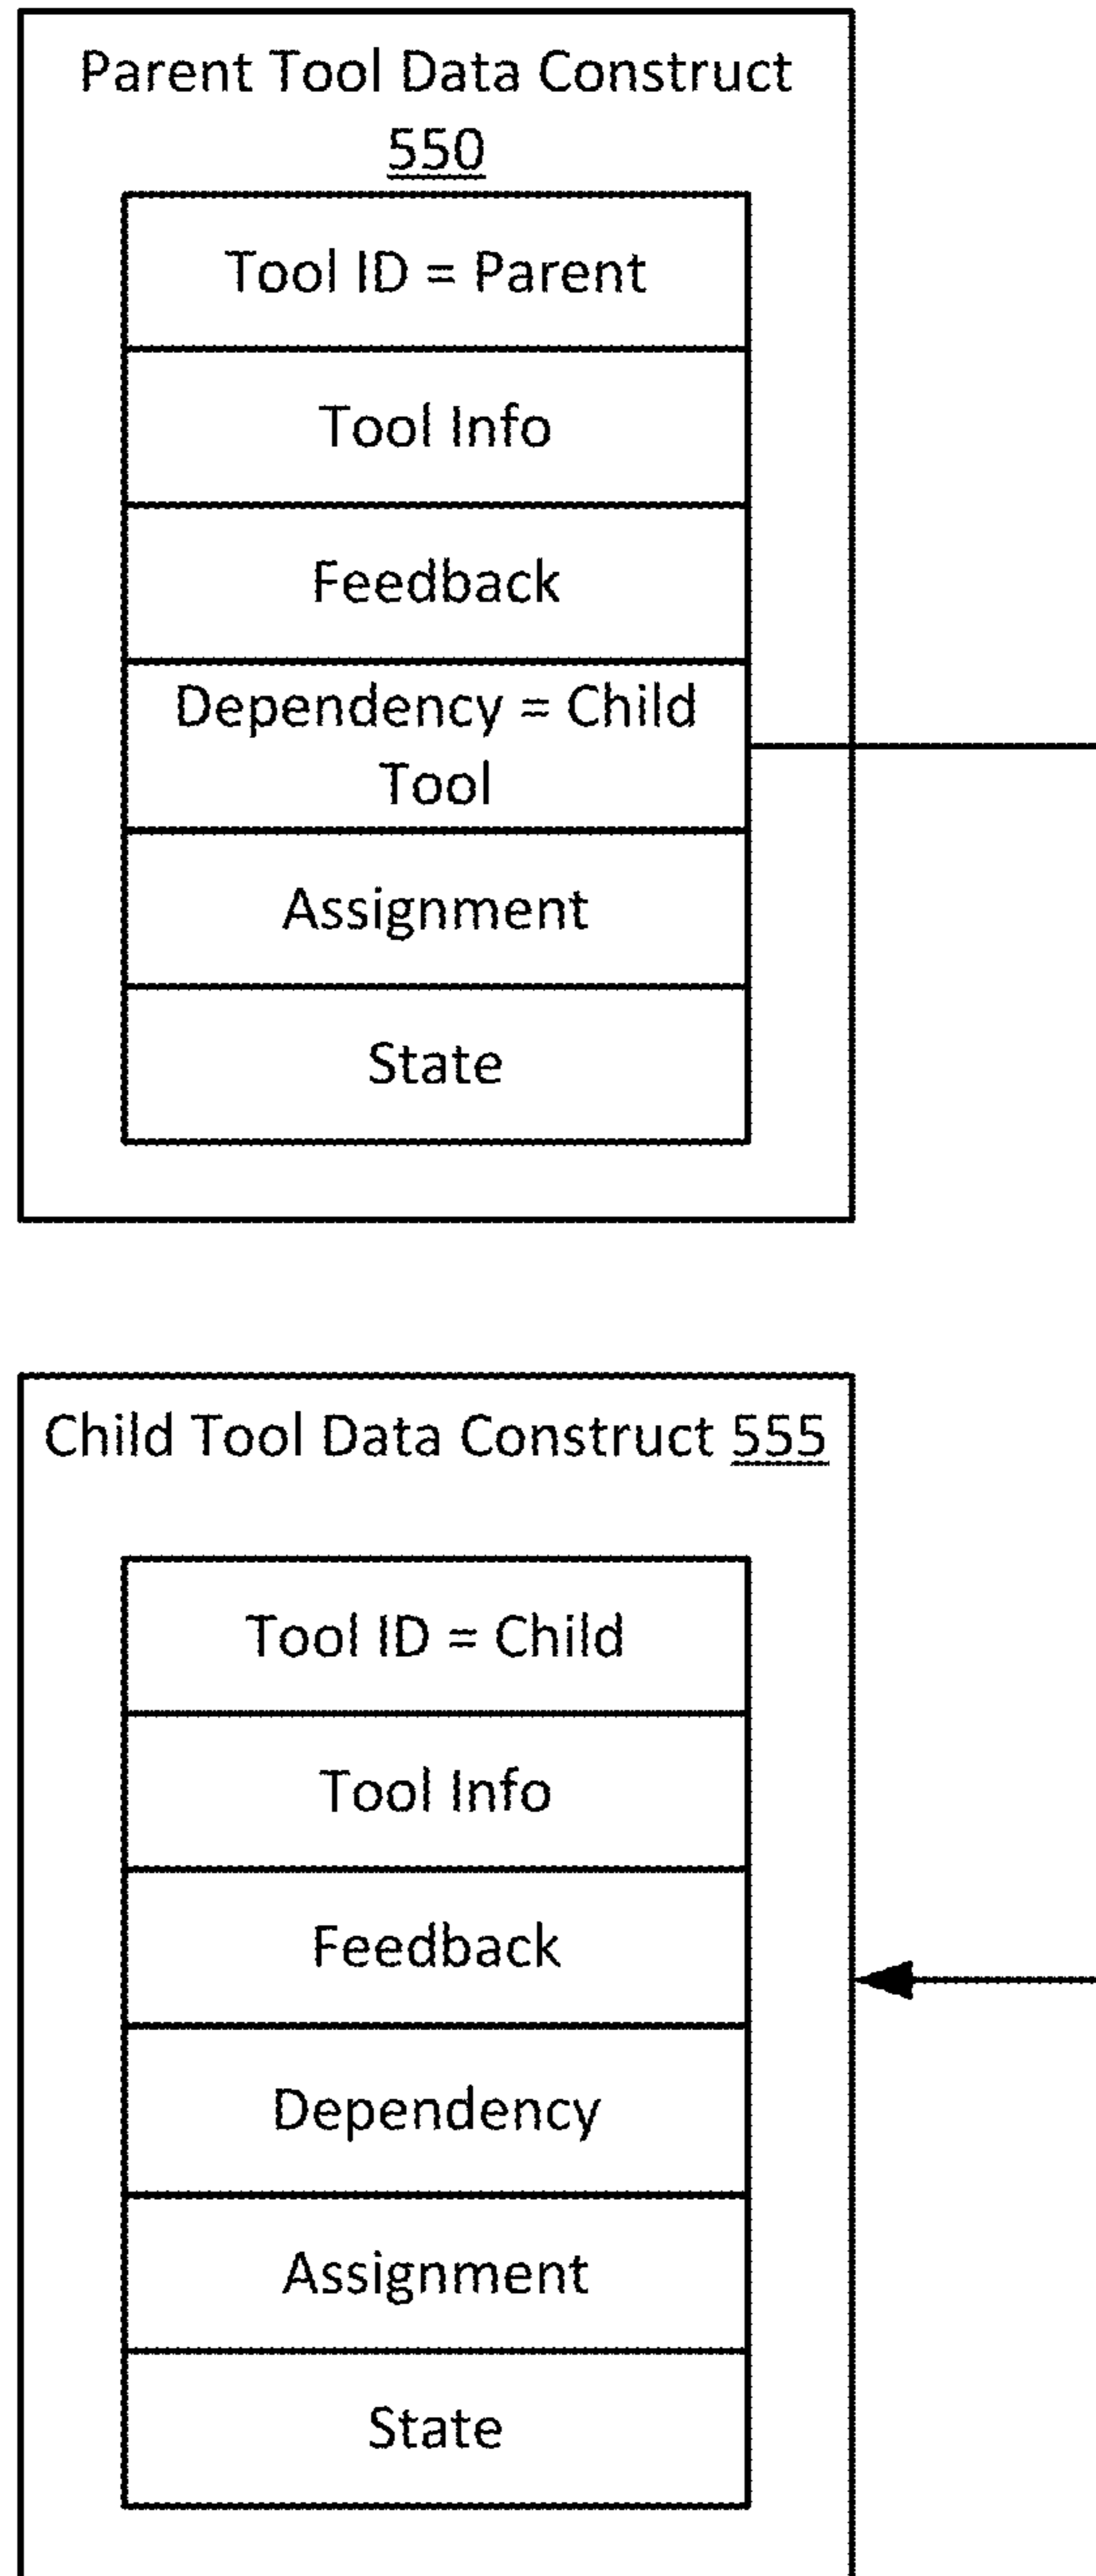 Parent Tool Data Construct
550
Tool ID = Parent
Tool Info
Feedback
Dependency = Child
Tool
Assignment
State
Child Tool Data Construct 555
Tool ID = Child
Tool Info
Feedback
Dependency
Assignment
State